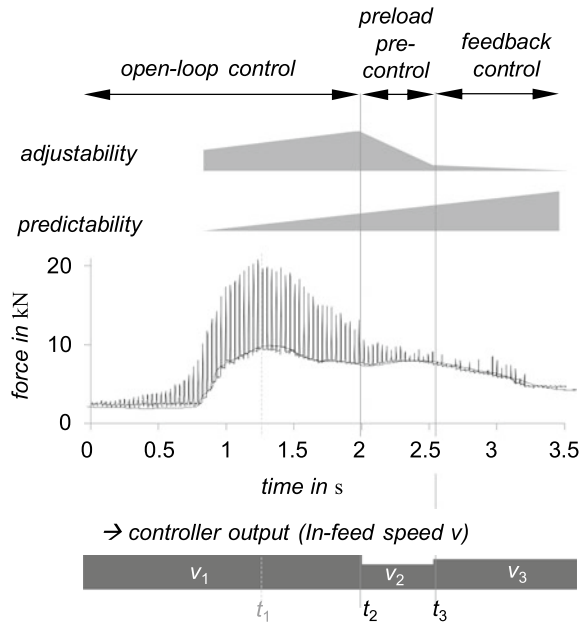 preload
pre-
control
feedback
control
open-loop control
adjustability
predictability
force in kN
20
10
0
0 0.5 1 1.5 2 2.5 3 3.5
time in s
→ controller output (In-feed speed v)
v1 v2 v3
t1 t2 t3